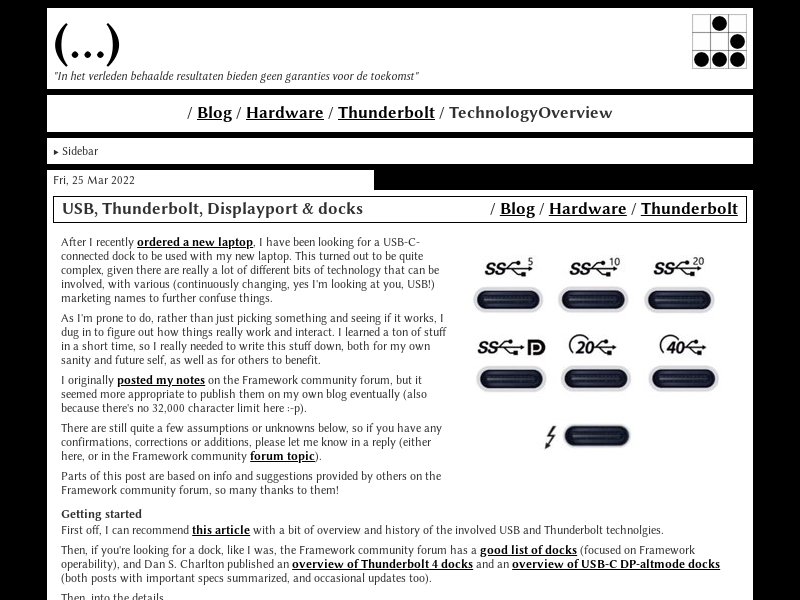 (...)
"In het verleden behaalde resultaten bieden geen garanties voor de toekomst"
/ Blog / Hardware / Thunderbolt / TechnologyOverview
▸ Sidebar
Fri, 25 Mar 2022
USB, Thunderbolt, Displayport & docks
/ Blog / Hardware / Thunderbolt
After I recently ordered a new laptop, I have been looking for a USB-C-
connected dock to be used with my new laptop. This turned out to be quite
complex, given there are really a lot of different bits of technology that can be
involved, with various (continuously changing, yes I'm looking at you, USB!)
marketing names to further confuse things.
As I'm prone to do, rather than just picking something and seeing if it works, I
dug in to figure out how things really work and interact. I learned a ton of stuff
in a short time, so I really needed to write this stuff down, both for my own
sanity and future self, as well as for others to benefit.
I originally posted my notes on the Framework community forum, but it
seemed more appropriate to publish them on my own blog eventually (also
because there's no 32,000 character limit here :-p).
There are still quite a few assumptions or unknowns below, so if you have any
confirmations, corrections or additions, please let me know in a reply (either
here, or in the Framework community forum topic).
Parts of this post are based on info and suggestions provided by others on the
Framework community forum, so many thanks to them!
SS 5
SS 10
SS 20
SS D
20
40
Getting started
First off, I can recommend this article with a bit of overview and history of the involved USB and Thunderbolt technolgies.
Then, if you're looking for a dock, like I was, the Framework community forum has a good list of docks (focused on Framework
operability), and Dan S. Charlton published an overview of Thunderbolt 4 docks and an overview of USB-C DP-altmode docks
(both posts with important specs summarized, and occasional updates too).
Then, into the details